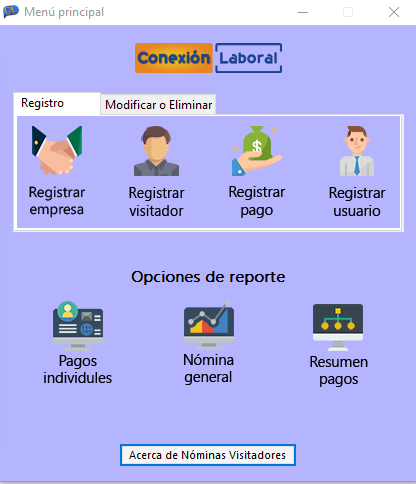 Menú principal
Conexión Laboral
Registro
Modificar o Eliminar
Registrar
empresa
Registrar
visitador
Registrar
pago
Registrar
usuario
Opciones de reporte
Pagos
individules
Nómina
general
Resumen
pagos
Acerca de Nóminas Visitadores